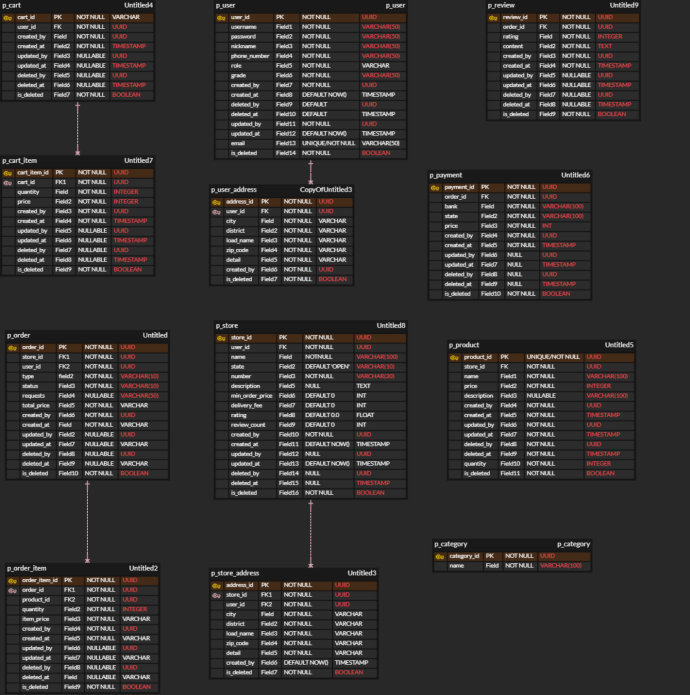 p_cart Untitled4
cart_id PK NOT NULL VARCHAR
user_id FK NOT NULL UUID
created_by Field NOT NULL UUID
created_at Field2 NOT NULL TIMESTAMP
updated_by Field3 NULLABLE UUID
updated_at Field4 NULLABLE TIMESTAMP
deleted_by Field5 NULLABLE UUID
deleted_at Field6 NULLABLE TIMESTAMP
is_deleted Field7 NOT NULL BOOLEAN
p_user p_user
user_id PK NOT NULL UUID
username Field1 NOT NULL VARCHAR(50)
password Field2 NOT NULL VARCHAR(50)
nickname Field3 NOT NULL VARCHAR(50)
phone_number Field4 NOT NULL VARCHAR(50)
role Field5 NOT NULL VARCHAR
grade Field6 NOT NULL VARCHAR(50)
created_by Field7 NOT NULL UUID
created_at Field8 DEFAULT NOW() TIMESTAMP
deleted_by Field9 DEFAULT UUID
deleted_at Field10 DEFAULT TIMESTAMP
updated_by Field11 NOT NULL UUID
updated_at Field12 DEFAULT NOW() TIMESTAMP
email Field13 UNIQUE/NOT NULL VARCHAR(50)
is_deleted Field14 NOT NULL BOOLEAN
p_review Untitled9
review_id PK NOT NULL UUID
order_id FK NOT NULL UUID
rating Field NOT NULL INTEGER
content Field2 NOT NULL TEXT
created_by Field3 NOT NULL UUID
created_at Field4 NOT NULL TIMESTAMP
updated_by Field5 NULLABLE UUID
updated_at Field6 NULLABLE TIMESTAMP
deleted_by Field7 NULLABLE UUID
deleted_at Field8 NULLABLE TIMESTAMP
is_deleted Field9 NOT NULL BOOLEAN
p_cart_item Untitled7
cart_item_id PK NOT NULL UUID
cart_id FK1 NOT NULL UUID
quantity Field NOT NULL INTEGER
price Field2 NOT NULL INTEGER
created_by Field3 NOT NULL UUID
created_at Field4 NOT NULL TIMESTAMP
updated_by Field5 NULLABLE UUID
updated_at Field6 NULLABLE TIMESTAMP
deleted_by Field7 NULLABLE UUID
deleted_at Field8 NULLABLE TIMESTAMP
is_deleted Field9 NOT NULL BOOLEAN
p_user_address CopyOfUntitled3
address_id PK NOT NULL UUID
user_id FK NOT NULL UUID
city Field NOT NULL VARCHAR
district Field2 NOT NULL VARCHAR
load_name Field3 NOT NULL VARCHAR
zip_code Field4 NOT NULL VARCHAR
detail Field5 NOT NULL VARCHAR
created_by Field6 NOT NULL UUID
is_deleted Field7 NOT NULL BOOLEAN
p_payment Untitled6
payment_id PK NOT NULL UUID
order_id FK NOT NULL UUID
bank Field NOT NULL VARCHAR(100)
state Field2 NOT NULL VARCHAR(100)
price Field3 NOT NULL INT
created_by Field4 NOT NULL UUID
created_at Field5 NOT NULL TIMESTAMP
updated_by Field6 NULL UUID
updated_at Field7 NULL TIMESTAMP
deleted_by Field8 NULL UUID
deleted_at Field9 NULL TIMESTAMP
is_deleted Field10 NOT NULL BOOLEAN
p_order Untitled
order_id PK NOT NULL UUID
store_id FK1 NOT NULL UUID
user_id FK2 NOT NULL UUID
type field2 NOT NULL VARCHAR(10)
status Field3 NOT NULL VARCHAR(10)
requests Field4 NULLABLE VARCHAR(50)
total_price Field5 NOT NULL VARCHAR
created_by Field6 NOT NULL UUID
created_at Field NOT NULL VARCHAR
updated_by Field2 NULLABLE UUID
updated_at Field7 NULLABLE VARCHAR
deleted_by Field8 NULLABLE UUID
deleted_at Field9 NULLABLE VARCHAR
is_deleted Field10 NOT NULL BOOLEAN
p_store Untitled8
store_id PK NOT NULL UUID
user_id FK NOT NULL UUID
name Field NOTNULL VARCHAR(100)
state Field2 DEFAULT 'OPEN' VARCHAR(10)
number Field3 NOT NULL VARCHAR(20)
description Field5 NULL TEXT
min_order_price Field6 DEFAULT 0 INT
delivery_fee Field7 DEFAULT 0 INT
rating Field8 DEFAULT 0.0 FLOAT
review_count Field9 DEFAULT 0 INT
created_by Field10 NOT NULL UUID
created_at Field11 DEFAULT NOW() TIMESTAMP
updated_by Field12 NULL UUID
updated_at Field13 DEFAULT NOW() TIMESTAMP
deleted_by Field14 NULL UUID
deleted_at Field15 NULL TIMESTAMP
is_deleted Field16 NOT NULL BOOLEAN
p_product Untitled5
product_id PK UNIQUE/NOT NULL UUID
store_id FK NOT NULL UUID
name Field1 NOT NULL VARCHAR(100)
price Field2 NOT NULL INTEGER
description Field3 NULLABLE VARCHAR(100)
created_by Field4 NOT NULL UUID
created_at Field5 NOT NULL TIMESTAMP
updated_by Field6 NOT NULL UUID
updated_at Field7 NOT NULL TIMESTAMP
deleted_by Field8 NOT NULL UUID
deleted_at Field9 NOT NULL TIMESTAMP
quantity Field10 NOT NULL INTEGER
is_deleted Field11 NOT NULL BOOLEAN
p_category p_category
category_id PK NOT NULL UUID
name Field NOT NULL VARCHAR(100)
p_order_item Untitled2
order_item_id PK NOT NULL UUID
order_id FK1 NOT NULL UUID
product_id FK2 NOT NULL UUID
quantity Field2 NOT NULL INTEGER
item_price Field3 NOT NULL VARCHAR
created_by Field4 NOT NULL UUID
created_at Field5 NOT NULL VARCHAR
updated_by Field6 NULLABLE UUID
updated_at Field7 NULLABLE VARCHAR
deleted_by Field8 NULLABLE UUID
deleted_at Field NULLABLE VARCHAR
is_deleted Field9 NOT NULL BOOLEAN
p_store_address Untitled3
address_id PK NOT NULL UUID
store_id FK1 NOT NULL UUID
user_id FK2 NOT NULL UUID
city Field NOT NULL VARCHAR
district Field2 NOT NULL VARCHAR
load_name Field3 NOT NULL VARCHAR
zip_code Field4 NOT NULL VARCHAR
detail Field5 NOT NULL VARCHAR
created_by Field6 DEFAULT NOW() TIMESTAMP
is_deleted Field7 NOT NULL BOOLEAN